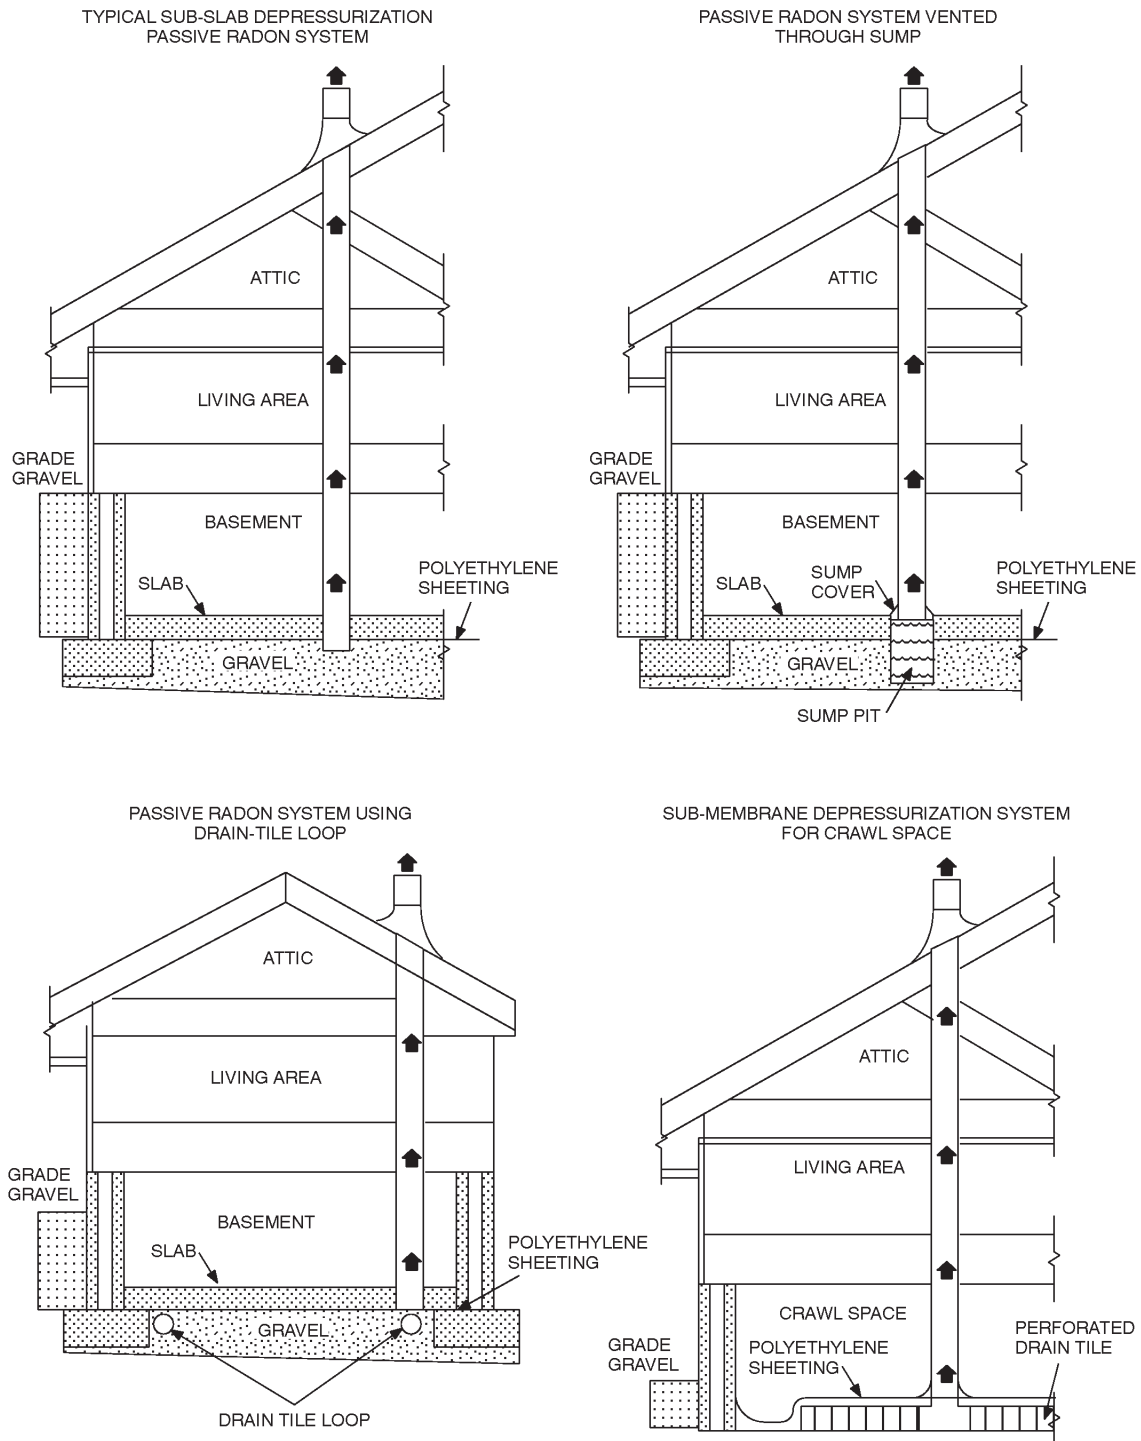 TYPICAL SUB-SLAB DEPRESSURIZATION
PASSIVE RADON SYSTEM
ATTIC
LIVING AREA
GRADE
GRAVEL
BASEMENT
SLAB
POLYETHYLENE
SHEETING
GRAVEL
PASSIVE RADON SYSTEM VENTED
THROUGH SUMP
ATTIC
LIVING AREA
GRADE
GRAVEL
BASEMENT
SLAB
SUMP
COVER
POLYETHYLENE
SHEETING
GRAVEL
SUMP PIT
PASSIVE RADON SYSTEM USING
DRAIN-TILE LOOP
ATTIC
LIVING AREA
GRADE
GRAVEL
BASEMENT
SLAB
POLYETHYLENE
SHEETING
GRAVEL
DRAIN TILE LOOP
SUB-MEMBRANE DEPRESSURIZATION SYSTEM
FOR CRAWL SPACE
ATTIC
LIVING AREA
CRAWL SPACE
GRADE
GRAVEL
POLYETHYLENE
SHEETING
PERFORATED
DRAIN TILE